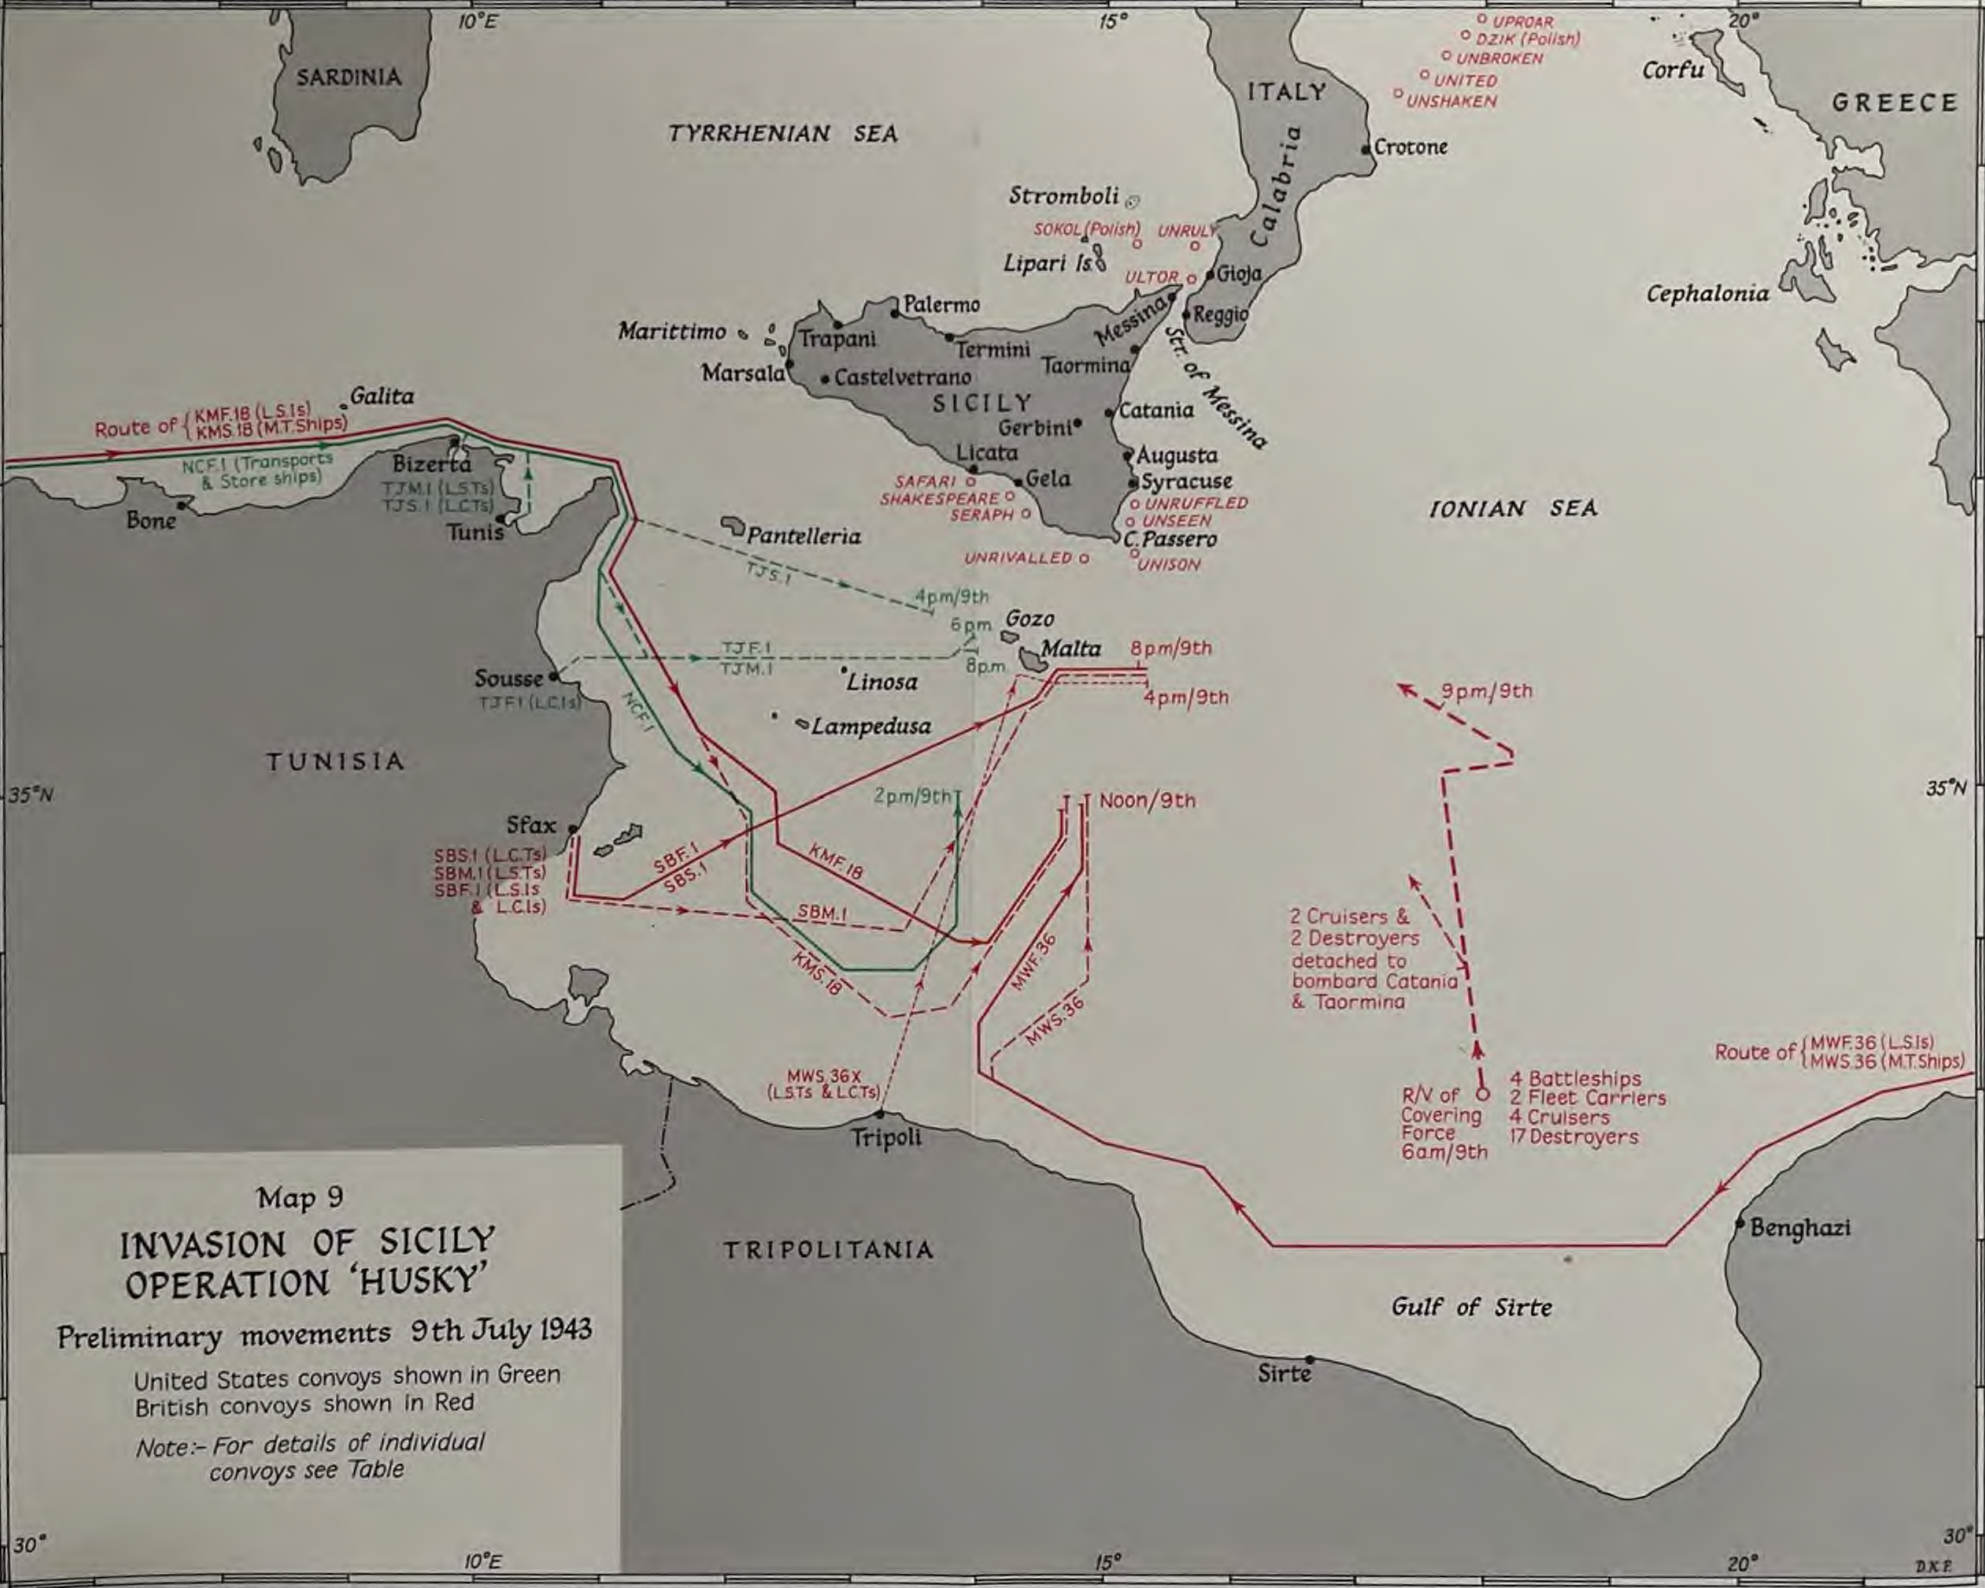 10°E
15°
20°
UPROAR
DZIK (Polish)
UNBROKEN
UNITED
UNSHAKEN
Corfu
SARDINIA
ITALY
GREECE
TYRRHENIAN SEA
Calabria
Crotone
Stromboli
SOKOL (Polish)
UNRULY
Lipari Is.
ULTOR
Gioja
Cephalonia
Palermo
Messina
Reggio
Marittimo
Trapani
Termini
Taormina
Str. of Messina
Marsala
Castelvetrano
SICILY
Catania
Gerbini
Galita
Route of { KMF.18 (L.S.Is)
KMS.18 (M.T.Ships)
NCF.1 (Transports
& Store ships)
Bizerta
TJM.1 (L.S.Ts)
TJS.1 (L.C.Ts)
Bone
Tunis
Licata
Augusta
Gela
Syracuse
SAFARI
SHAKESPEARE
SERAPH
UNRUFFLED
UNSEEN
C. Passero
UNRIVALLED
UNISON
IONIAN SEA
Pantelleria
TJS.1
4pm/9th
6pm
Gozo
Malta
8pm/9th
TJF.1
TJM.1
8p.m.
Sousse
TJF.1 (L.C.Is)
Linosa
4pm/9th
9pm/9th
NCF.1
Lampedusa
TUNISIA
35°N
35°N
2pm/9th
Noon/9th
Sfax
SBS.1 (L.C.Ts)
SBM.1 (L.S.Ts)
SBF.1 (L.S.Is
& L.C.Is)
SBF.1
SBS.1
KMF.18
SBM.1
KMS.18
MWF.36
MWS.36
2 Cruisers &
2 Destroyers
detached to
bombard Catania
& Taormina
Route of { MWF.36 (L.S.Is)
MWS.36 (M.T.Ships)
MWS.36X
(L.S.Ts & L.C.Ts)
R/V of
Covering
Force
6am/9th
4 Battleships
2 Fleet Carriers
4 Cruisers
17 Destroyers
Tripoli
Benghazi
TRIPOLITANIA
Gulf of Sirte
Sirte
Map 9
INVASION OF SICILY
OPERATION 'HUSKY'
Preliminary movements 9th July 1943
United States convoys shown in Green
British convoys shown in Red
Note:- For details of individual
convoys see Table
30°
30°
10°E
15°
20°
D.K.P.